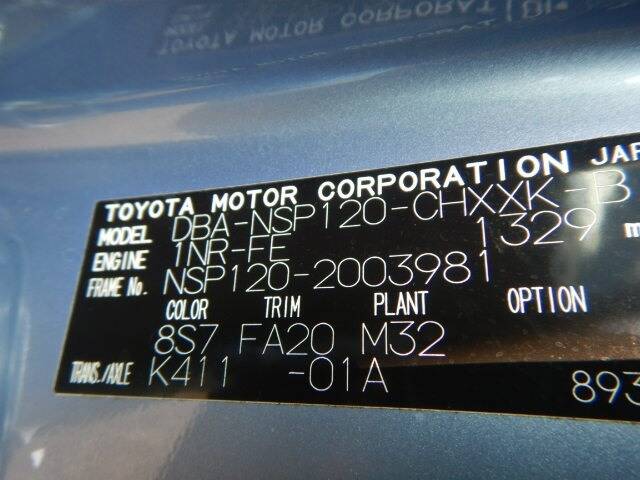 TOYOTA MOTOR CORPORATION JAP
MODEL DBA-NSP120-CHXXK-B
ENGINE 1NR-FE 1329 m
FRAME No. NSP120-2003981
COLOR TRIM PLANT OPTION
8S7 FA20 M32
TRANS./AXLE K411 -01A
893